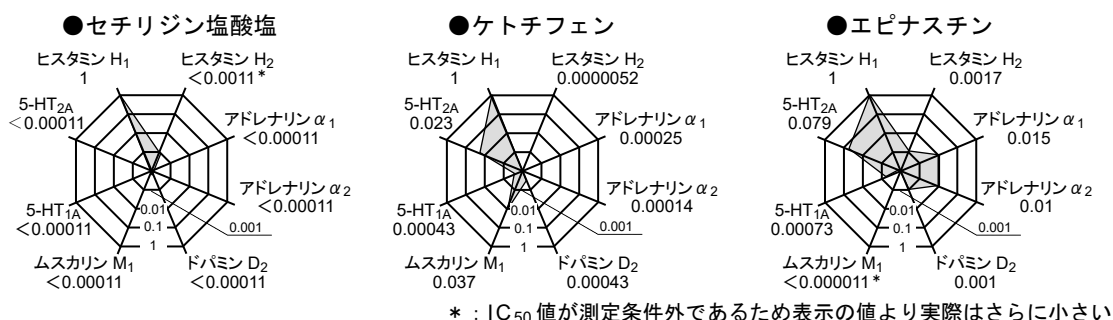 ●セチリジン塩酸塩
ヒスタミン H1
1
ヒスタミン H2
<0.0011*
アドレナリンα1
<0.00011
アドレナリンα2
<0.00011
ドパミン D2
<0.00011
ムスカリン M1
<0.00011
5-HT1A
<0.00011
5-HT2A
<0.00011
0.01
0.1
1
0.001
●ケトチフェン
ヒスタミン H1
1
ヒスタミン H2
0.0000052
アドレナリンα1
0.00025
アドレナリンα2
0.00014
ドパミン D2
0.00043
ムスカリン M1
0.037
5-HT1A
0.00043
5-HT2A
0.023
0.01
0.1
1
0.001
●エピナスチン
ヒスタミン H1
1
ヒスタミン H2
0.0017
アドレナリンα1
0.015
アドレナリンα2
0.01
ドパミン D2
0.001
ムスカリン M1
<0.000011*
5-HT1A
0.00073
5-HT2A
0.079
0.01
0.1
1
0.001
*:IC50値が測定条件外であるため表示の値より実際はさらに小さい